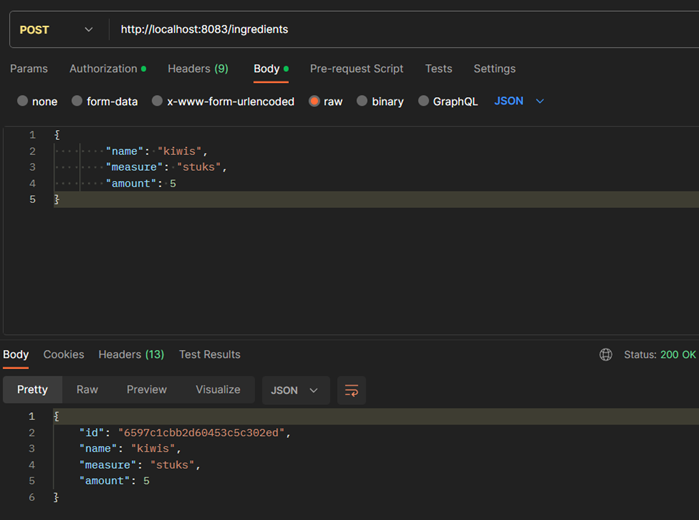 POST http://localhost:8083/ingredients
Params Authorization Headers (9) Body Pre-request Script Tests Settings
none form-data x-www-form-urlencoded raw binary GraphQL JSON
1 {
2 "name": "kiwis",
3 "measure": "stuks",
4 "amount": 5
5 }
Body Cookies Headers (13) Test Results Status: 200 OK
Pretty Raw Preview Visualize JSON
1 {
2 "id": "6597c1cbb2d60453c5c302ed",
3 "name": "kiwis",
4 "measure": "stuks",
5 "amount": 5
6 }